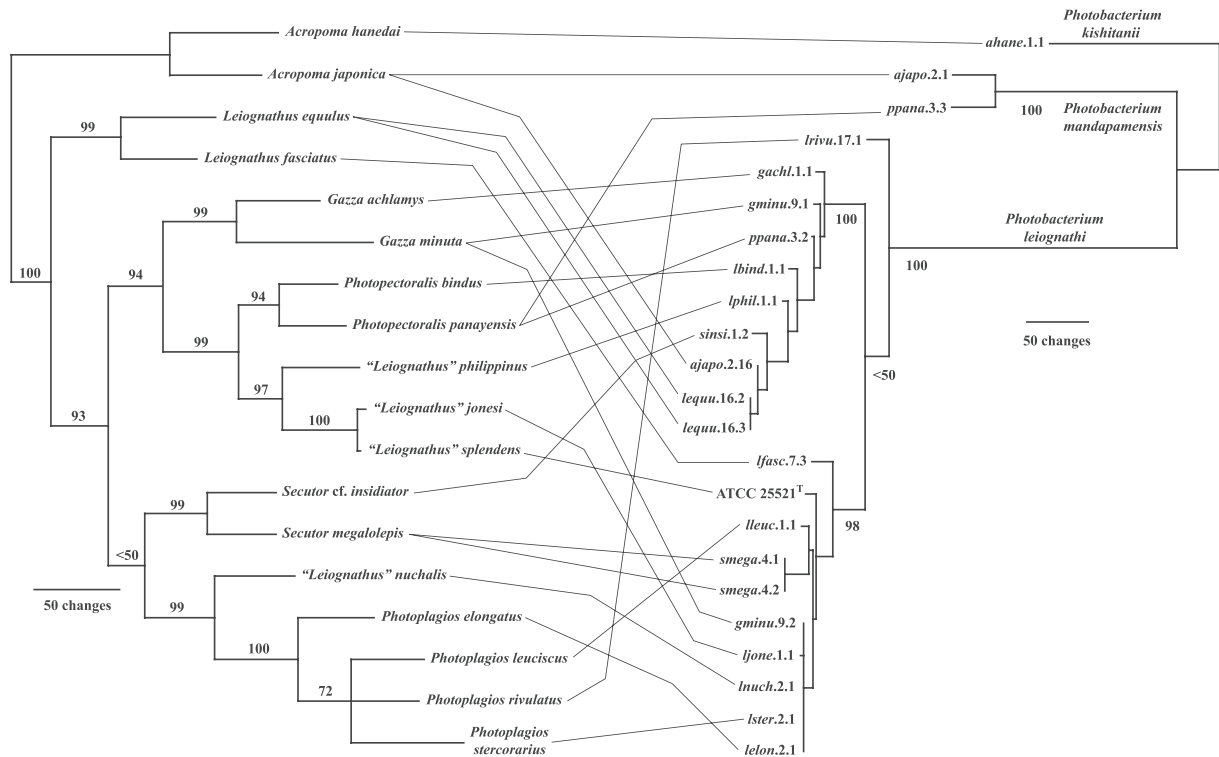 Acropoma hanedai
Acropoma japonica
Leiognathus equulus
Leiognathus fasciatus
Gazza achlamys
Gazza minuta
Photopectoralis bindus
Photopectoralis panayensis
“Leiognathus” philippinus
“Leiognathus” jonesi
“Leiognathus” splendens
Secutor cf. insidiator
Secutor megalolepis
“Leiognathus” nuchalis
Photoplagios elongatus
Photoplagios leuciscus
Photoplagios rivulatus
Photoplagios
stercorarius
99
99
100
94
94
99
97
93
100
99
<50
99
100
72
50 changes
ahane.1.1
ajapo.2.1
ppana.3.3
lrivu.17.1
gachl.1.1
gminu.9.1
ppana.3.2
lbind.1.1
lphil.1.1
sinsi.1.2
ajapo.2.16
lequu.16.2
lequu.16.3
lfasc.7.3
ATCC 25521T
lleuc.1.1
smega.4.1
smega.4.2
gminu.9.2
ljone.1.1
lnuch.2.1
lster.2.1
lelon.2.1
Photobacterium
kishitanii
100
Photobacterium
mandapamensis
Photobacterium
leiognathi
100
100
<50
98
50 changes